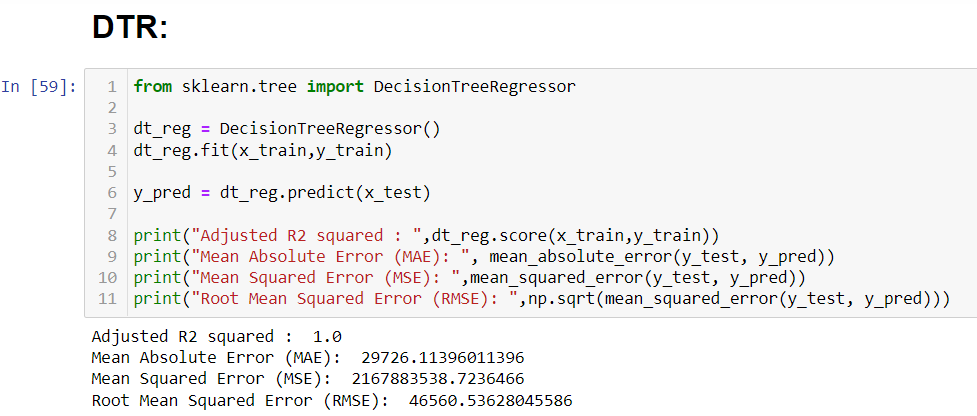 DTR:
In [59]:
1 from sklearn.tree import DecisionTreeRegressor
2
3 dt_reg = DecisionTreeRegressor()
4 dt_reg.fit(x_train,y_train)
5
6 y_pred = dt_reg.predict(x_test)
7
8 print("Adjusted R2 squared : ",dt_reg.score(x_train,y_train))
9 print("Mean Absolute Error (MAE): ", mean_absolute_error(y_test, y_pred))
10 print("Mean Squared Error (MSE): ",mean_squared_error(y_test, y_pred))
11 print("Root Mean Squared Error (RMSE): ",np.sqrt(mean_squared_error(y_test, y_pred)))
Adjusted R2 squared :  1.0
Mean Absolute Error (MAE):  29726.11396011396
Mean Squared Error (MSE):  2167883538.7236466
Root Mean Squared Error (RMSE):  46560.53628045586